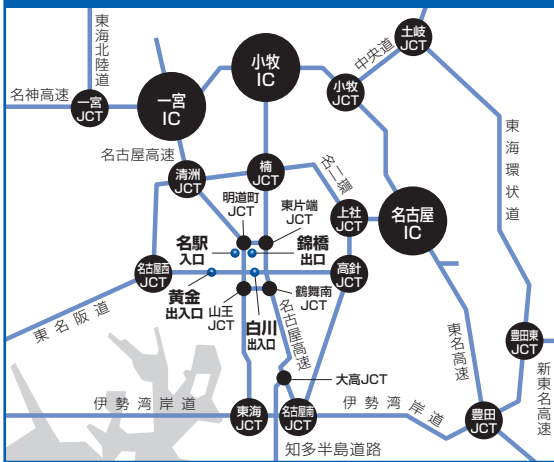 東海北陸道
名神高速
一宮
JCT
一宮
IC
小牧
IC
小牧
JCT
中央道
土岐
JCT
東海環状道
名古屋高速
清洲
JCT
楠
JCT
名二環
明道町
JCT
東片端
JCT
上社
JCT
名古屋
IC
名駅
入口
錦橋
出口
名古屋西
JCT
高針
JCT
黄金
出入口
山王
JCT
白川
出入口
鶴舞南
JCT
名古屋高速
東名阪道
東名高速
豊田東
JCT
新東名高速
大高JCT
伊勢湾岸道
東海
JCT
名古屋南
JCT
伊勢湾岸道
豊田
JCT
知多半島道路